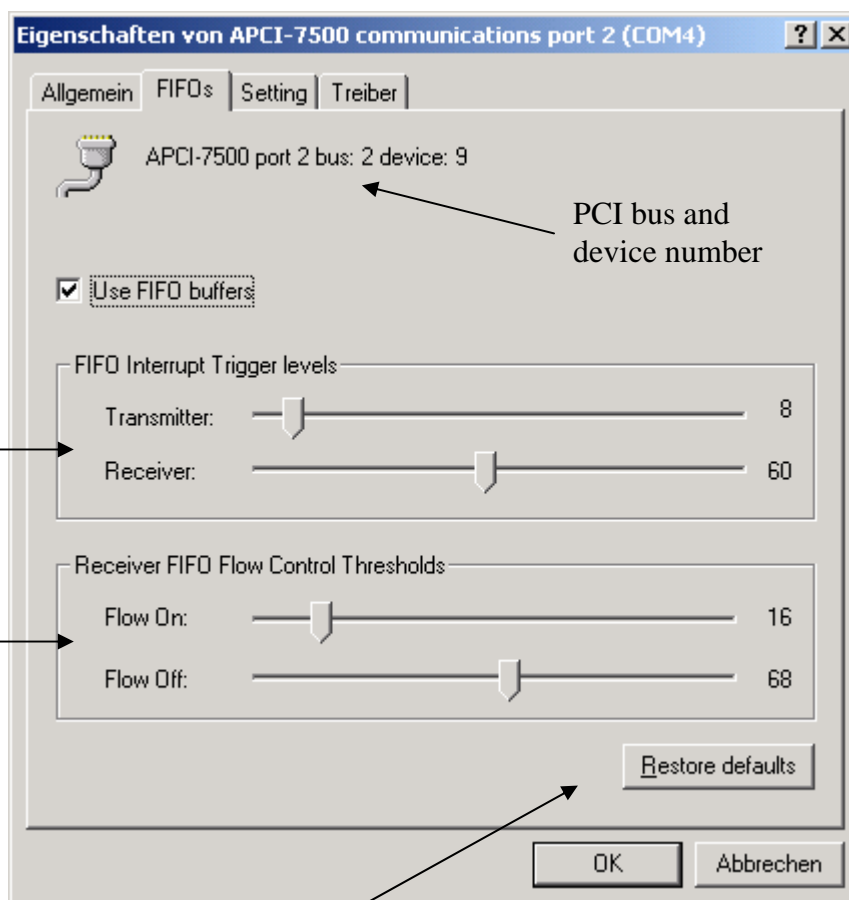 Eigenschaften von APCI-7500 communications port 2 (COM4)
Allgemein FIFOs Setting Treiber
APCI-7500 port 2 bus: 2 device: 9
PCI bus and
device number
Use FIFO buffers
FIFO Interrupt Trigger levels
Transmitter: 8
Receiver: 60
Receiver FIFO Flow Control Thresholds
Flow On: 16
Flow Off: 68
Restore defaults
OK Abbrechen